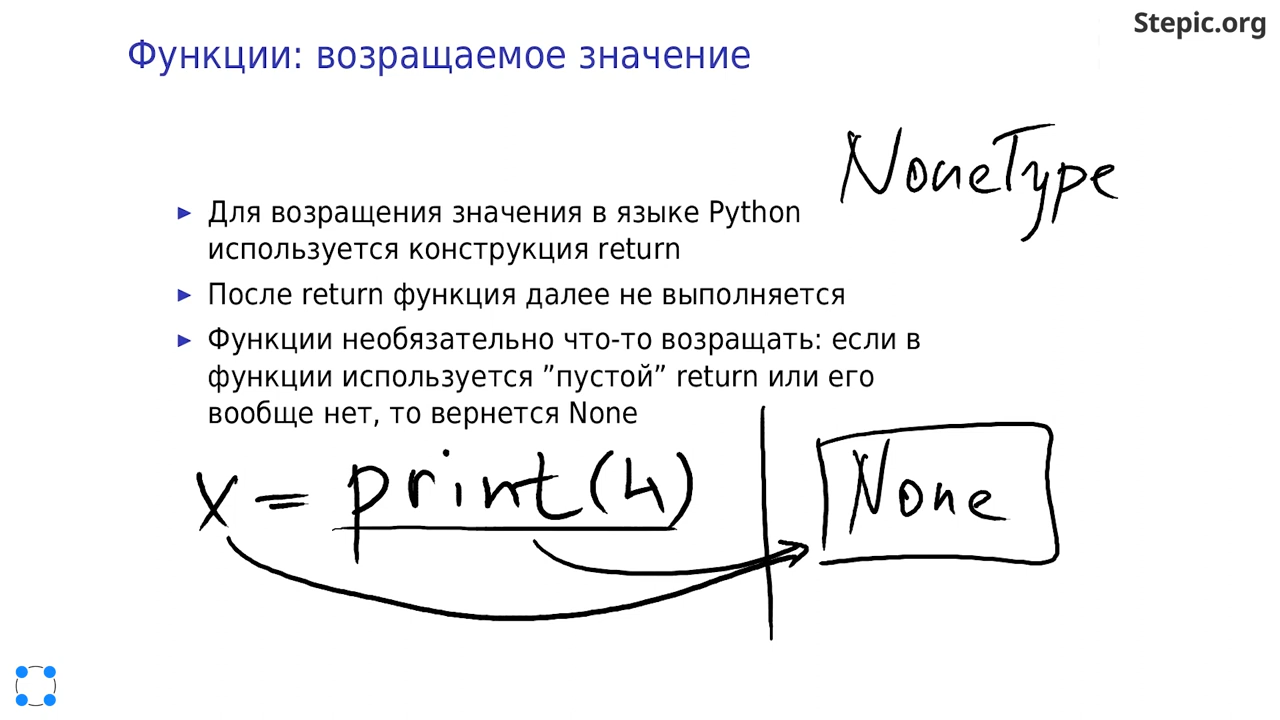 Stepic.org
Функции: возращаемое значение
NoneType
Для возращения значения в языке Python
используется конструкция return
После return функция далее не выполняется
Функции необязательно что-то возращать: если в
функции используется ”пустой” return или его
вообще нет, то вернется None
x = print(4)
None